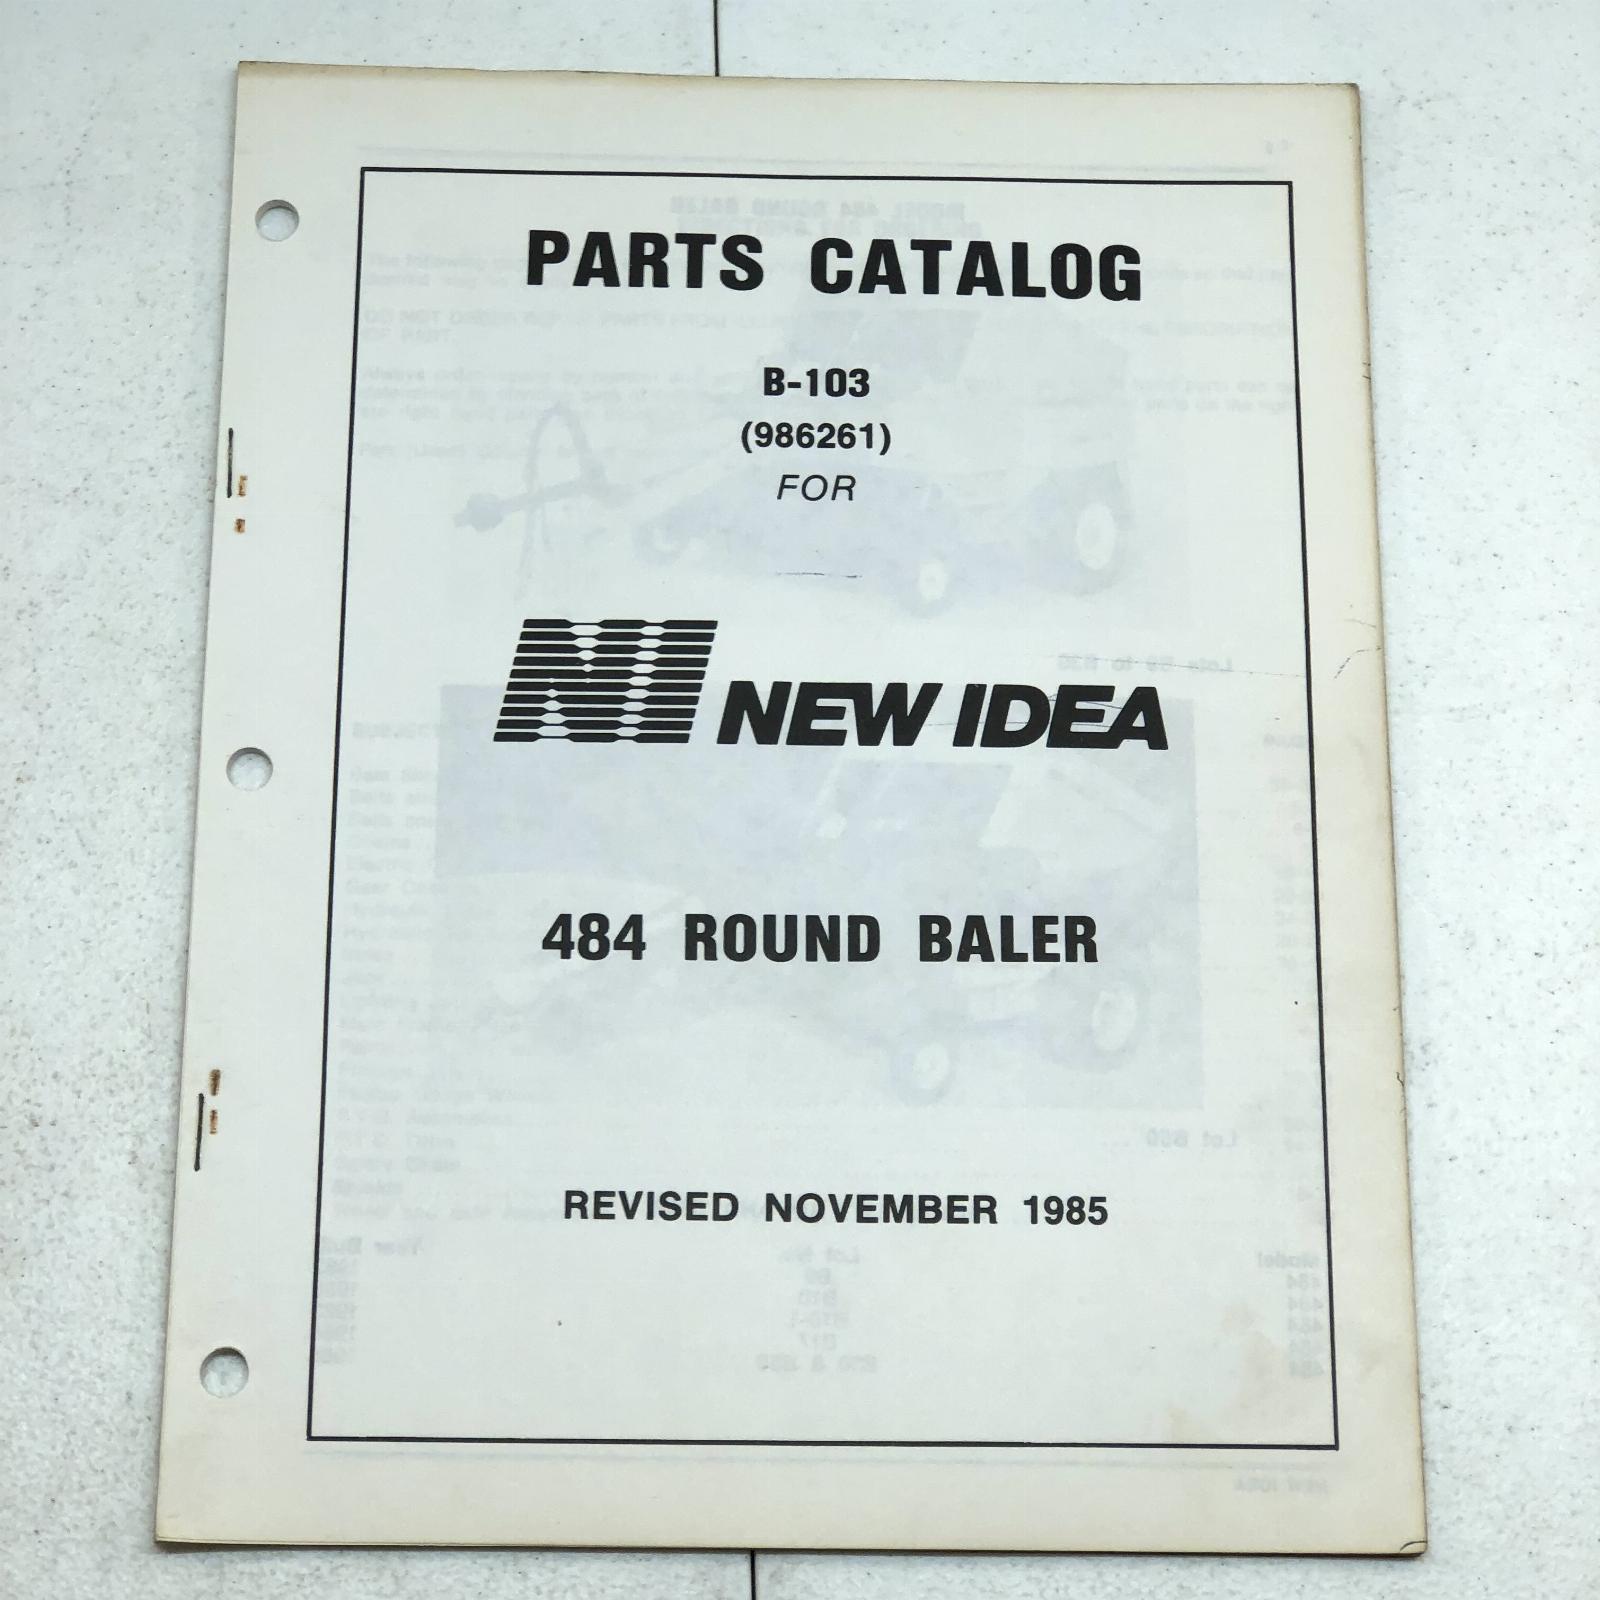 PARTS CATALOG
B-103
(986261)
FOR
NEW IDEA
484 ROUND BALER
REVISED NOVEMBER 1985